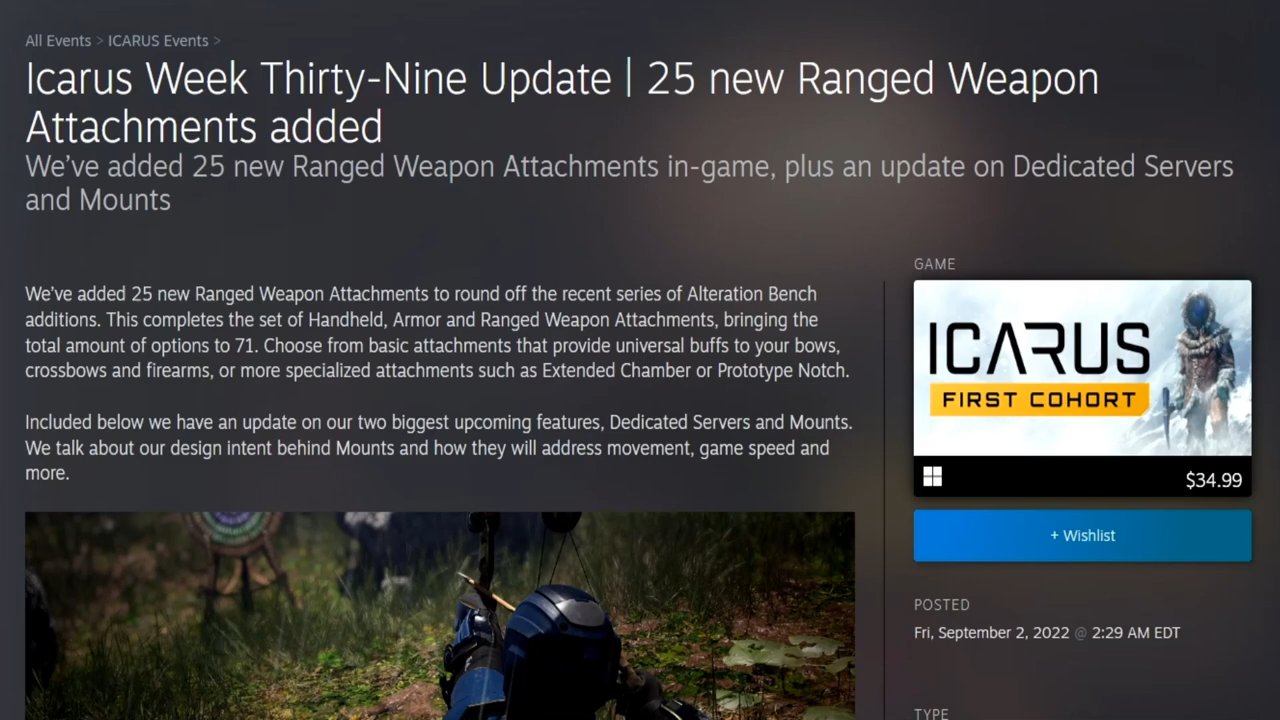 All Events > ICARUS Events >
Icarus Week Thirty-Nine Update | 25 new Ranged Weapon
Attachments added
We've added 25 new Ranged Weapon Attachments in-game, plus an update on Dedicated Servers
and Mounts
We've added 25 new Ranged Weapon Attachments to round off the recent series of Alteration Bench
additions. This completes the set of Handheld, Armor and Ranged Weapon Attachments, bringing the
total amount of options to 71. Choose from basic attachments that provide universal buffs to your bows,
crossbows and firearms, or more specialized attachments such as Extended Chamber or Prototype Notch.
Included below we have an update on our two biggest upcoming features, Dedicated Servers and Mounts.
We talk about our design intent behind Mounts and how they will address movement, game speed and
more.
GAME
ICARUS
FIRST COHORT
$34.99
+ Wishlist
POSTED
Fri, September 2, 2022 @ 2:29 AM EDT
TYPE